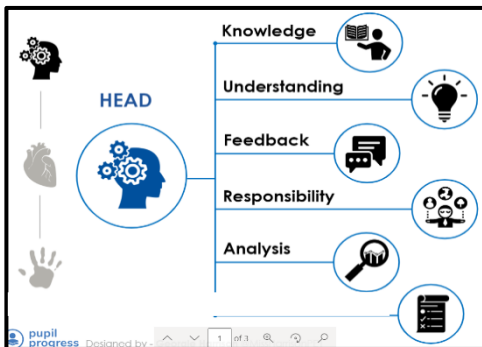 Knowledge
Understanding
HEAD
Feedback
Responsibility
Analysis
pupil
progress Designed by -
1 of 3